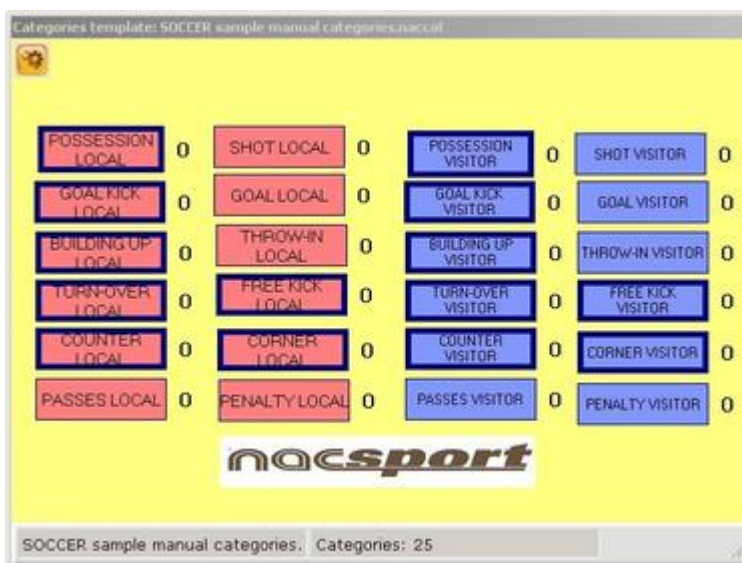 Categories template: SOCCER sample manual categories.naccat
POSSESSION LOCAL 0 SHOT LOCAL 0 POSSESSION VISITOR 0 SHOT VISITOR 0
GOAL KICK LOCAL 0 GOAL LOCAL 0 GOAL KICK VISITOR 0 GOAL VISITOR 0
BUILDING UP LOCAL 0 THROW-IN LOCAL 0 BUILDING UP VISITOR 0 THROW-IN VISITOR 0
TURN-OVER LOCAL 0 FREE KICK LOCAL 0 TURN-OVER VISITOR 0 FREE KICK VISITOR 0
COUNTER LOCAL 0 CORNER LOCAL 0 COUNTER VISITOR 0 CORNER VISITOR 0
PASSES LOCAL 0 PENALTY LOCAL 0 PASSES VISITOR 0 PENALTY VISITOR 0
nacsport
SOCCER sample manual categories. Categories: 25